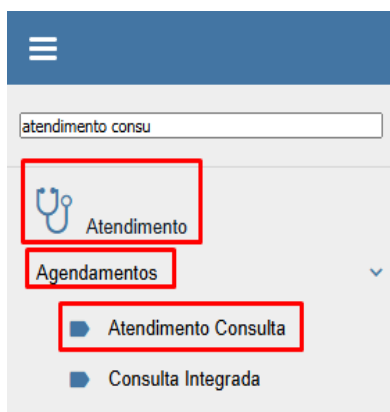 atendimento consu
Atendimento
Agendamentos
Atendimento Consulta
Consulta Integrada